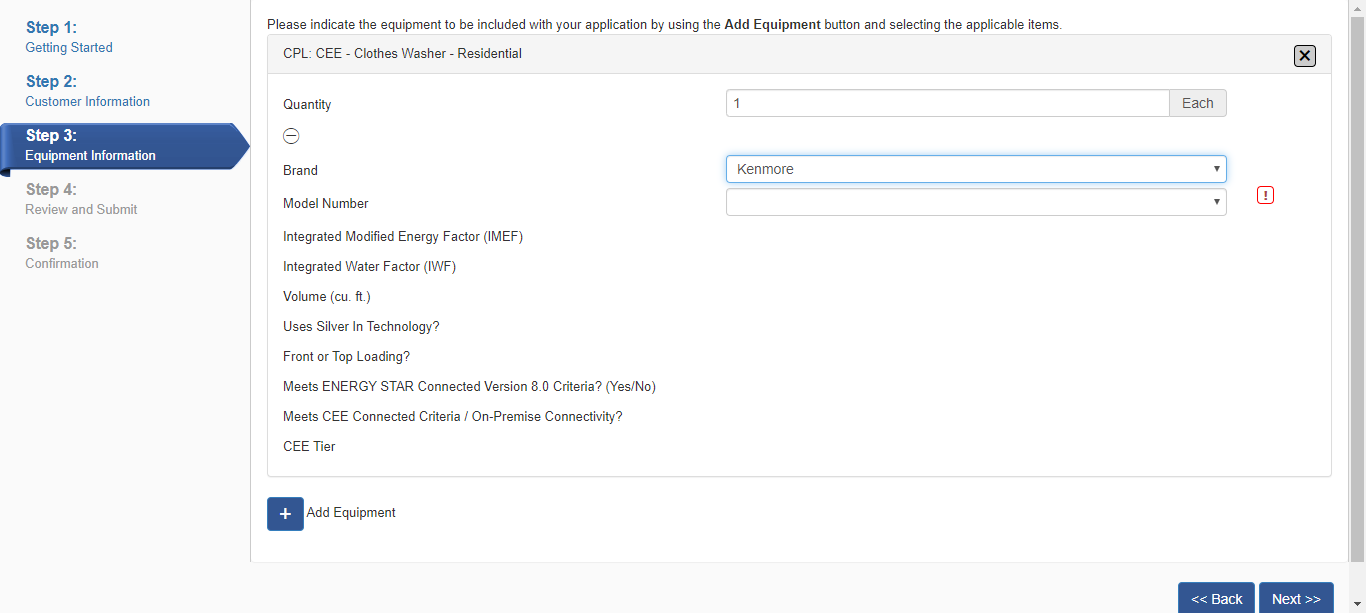 Step 1:
Getting Started
Step 2:
Customer Information
Step 3:
Equipment Information
Step 4:
Review and Submit
Step 5:
Confirmation
Please indicate the equipment to be included with your application by using the Add Equipment button and selecting the applicable items.
CPL: CEE - Clothes Washer - Residential
Quantity
1
Each
Brand
Kenmore
Model Number
!
Integrated Modified Energy Factor (IMEF)
Integrated Water Factor (IWF)
Volume (cu. ft.)
Uses Silver In Technology?
Front or Top Loading?
Meets ENERGY STAR Connected Version 8.0 Criteria? (Yes/No)
Meets CEE Connected Criteria / On-Premise Connectivity?
CEE Tier
+ Add Equipment
<< Back
Next >>